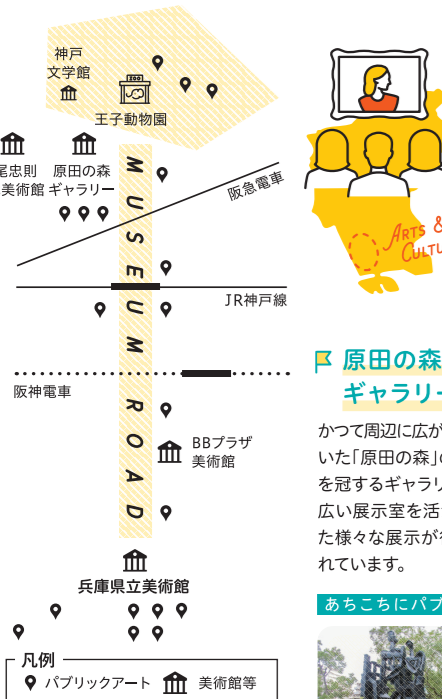 神戸
文学館
ZOO
王子動物園
尾忠則
美術館
原田の森
ギャラリー
阪急電車
MUSEUM ROAD
JR神戸線
阪神電車
BBプラザ
美術館
兵庫県立美術館
凡例
パブリックアート
美術館等
ARTS &
CULTU
原田の森
ギャラリー
かつて周辺に広が
いた「原田の森」の
を冠するギャラリ
広い展示室を活
た様々な展示が行
れています。
あちこちにパブ